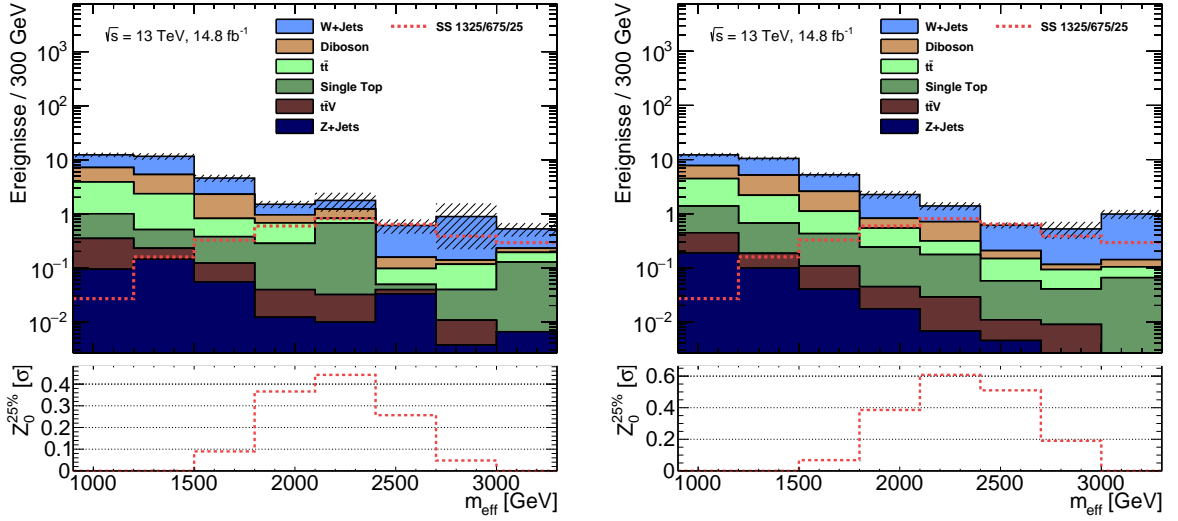 Ereignisse / 300 GeV
√s = 13 TeV, 14.8 fb⁻¹
W+Jets
Diboson
tt̄
Single Top
tt̄V
Z+Jets
SS 1325/675/25
10³
10²
10
1
10⁻¹
10⁻²
Z₀²⁵% [σ]
0.4
0.3
0.2
0.1
0
1000 1500 2000 2500 3000
m_eff [GeV]
Ereignisse / 300 GeV
√s = 13 TeV, 14.8 fb⁻¹
W+Jets
Diboson
tt̄
Single Top
tt̄V
Z+Jets
SS 1325/675/25
10³
10²
10
1
10⁻¹
10⁻²
Z₀²⁵% [σ]
0.6
0.4
0.2
0
1000 1500 2000 2500 3000
m_eff [GeV]